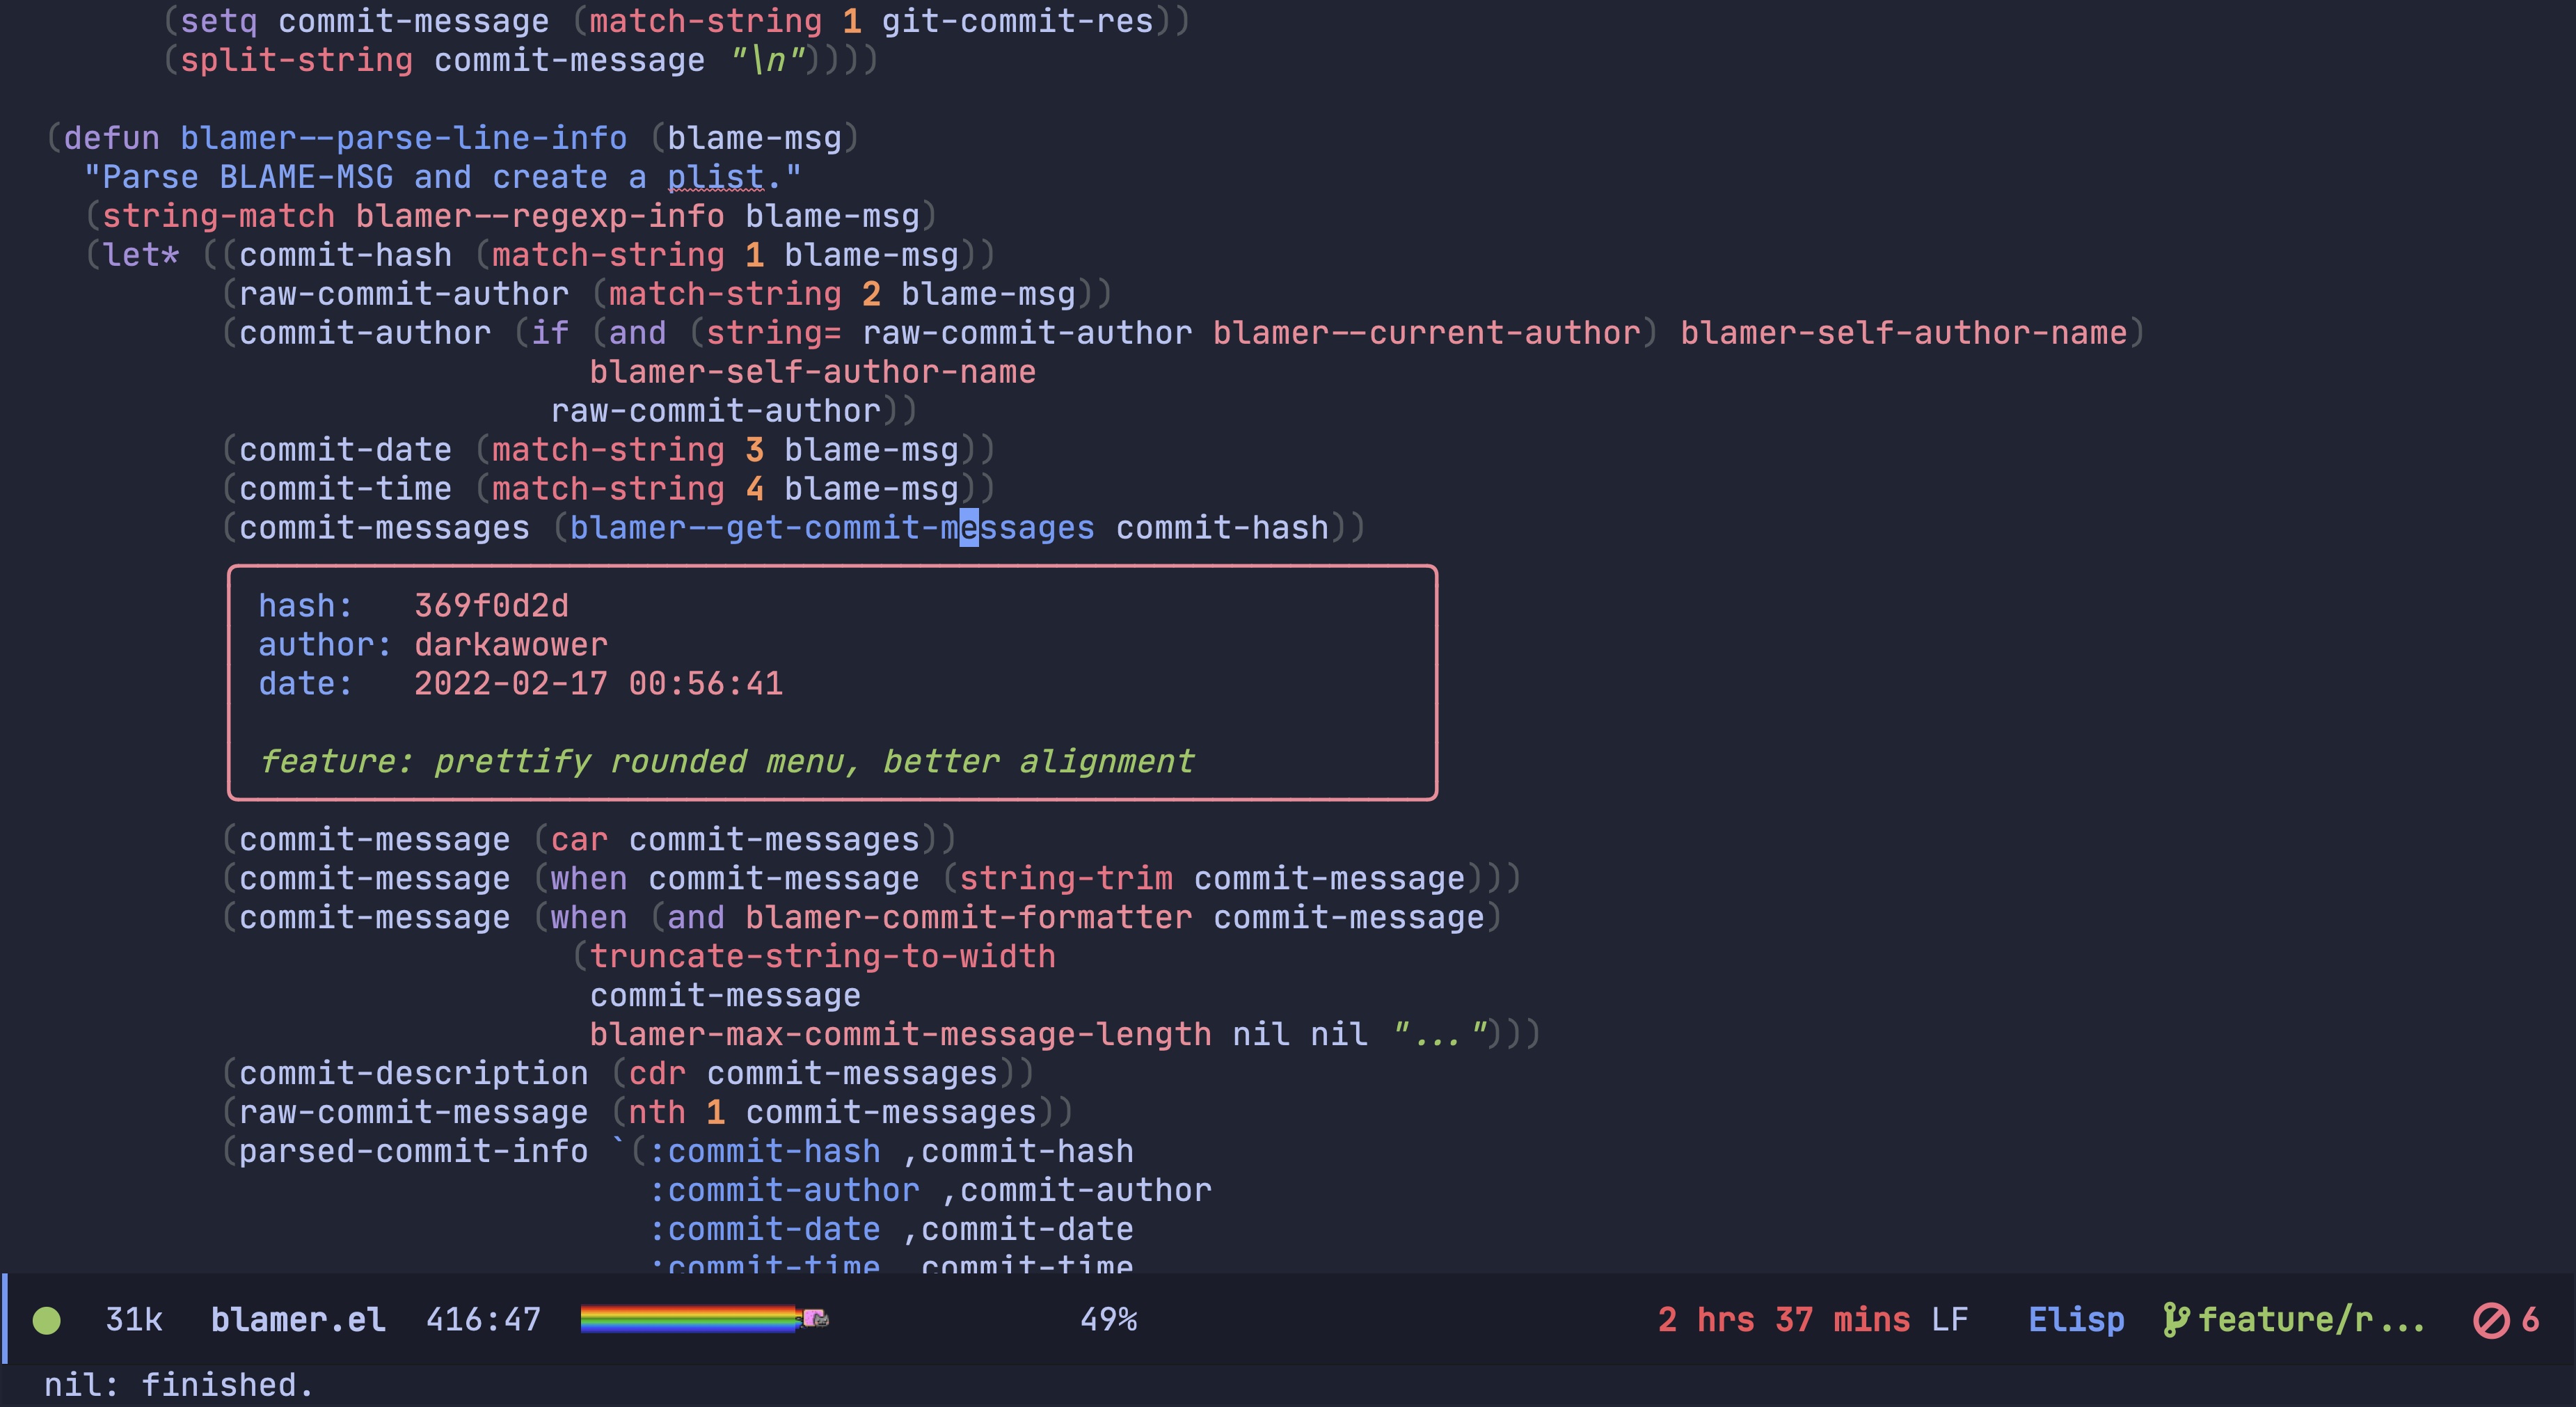 (setq commit-message (match-string 1 git-commit-res))
(split-string commit-message "\n"))))
(defun blamer--parse-line-info (blame-msg)
"Parse BLAME-MSG and create a plist."
(string-match blamer--regexp-info blame-msg)
(let* ((commit-hash (match-string 1 blame-msg))
(raw-commit-author (match-string 2 blame-msg))
(commit-author (if (and (string= raw-commit-author blamer--current-author) blamer-self-author-name)
blamer-self-author-name
raw-commit-author))
(commit-date (match-string 3 blame-msg))
(commit-time (match-string 4 blame-msg))
(commit-messages (blamer--get-commit-messages commit-hash))
hash: 369f0d2d
author: darkawower
date: 2022-02-17 00:56:41
feature: prettify rounded menu, better alignment
(commit-message (car commit-messages))
(commit-message (when commit-message (string-trim commit-message)))
(commit-message (when (and blamer-commit-formatter commit-message)
(truncate-string-to-width
commit-message
blamer-max-commit-message-length nil nil "...")))
(commit-description (cdr commit-messages))
(raw-commit-message (nth 1 commit-messages))
(parsed-commit-info `(:commit-hash ,commit-hash
:commit-author ,commit-author
:commit-date ,commit-date
:commit-time ,commit-time
31k blamer.el 416:47 49% 2 hrs 37 mins LF Elisp feature/r... 6
nil: finished.